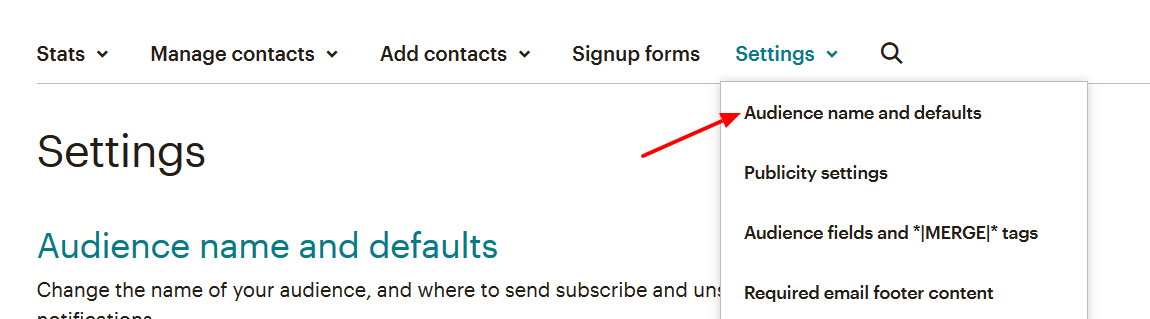 Stats
Manage contacts
Add contacts
Signup forms
Settings
Audience name and defaults
Publicity settings
Audience fields and *|MERGE|* tags
Required email footer content
Settings
Audience name and defaults
Change the name of your audience, and where to send subscribe and uns
notifications